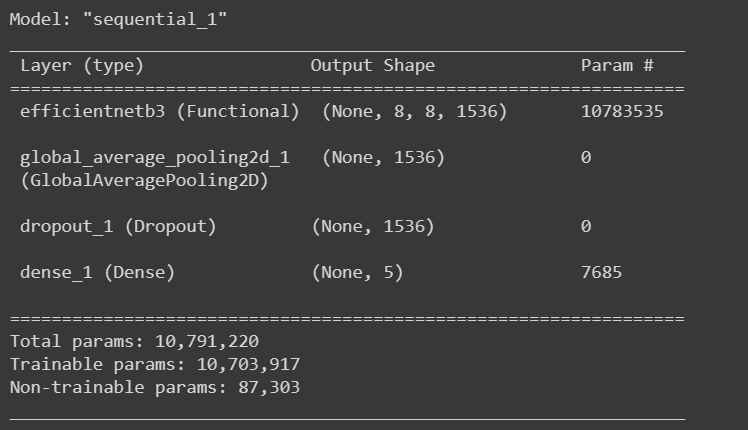 Model: "sequential_1"
_________________________________________________________________
Layer (type) Output Shape Param #
=================================================================
efficientnetb3 (Functional) (None, 8, 8, 1536) 10783535
global_average_pooling2d_1 (None, 1536) 0
(GlobalAveragePooling2D)
dropout_1 (Dropout) (None, 1536) 0
dense_1 (Dense) (None, 5) 7685
=================================================================
Total params: 10,791,220
Trainable params: 10,703,917
Non-trainable params: 87,303
_________________________________________________________________